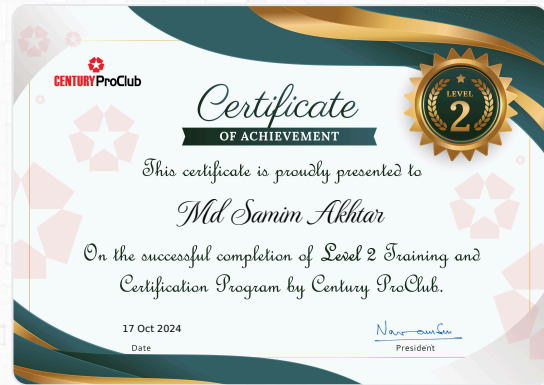 CENTURY ProClub
Certificate
OF ACHIEVEMENT
LEVEL
2
This certificate is proudly presented to
Md Samim Akhtar
On the successful completion of Level 2 Training and
Certification Program by Century ProClub.
17 Oct 2024
Date
President